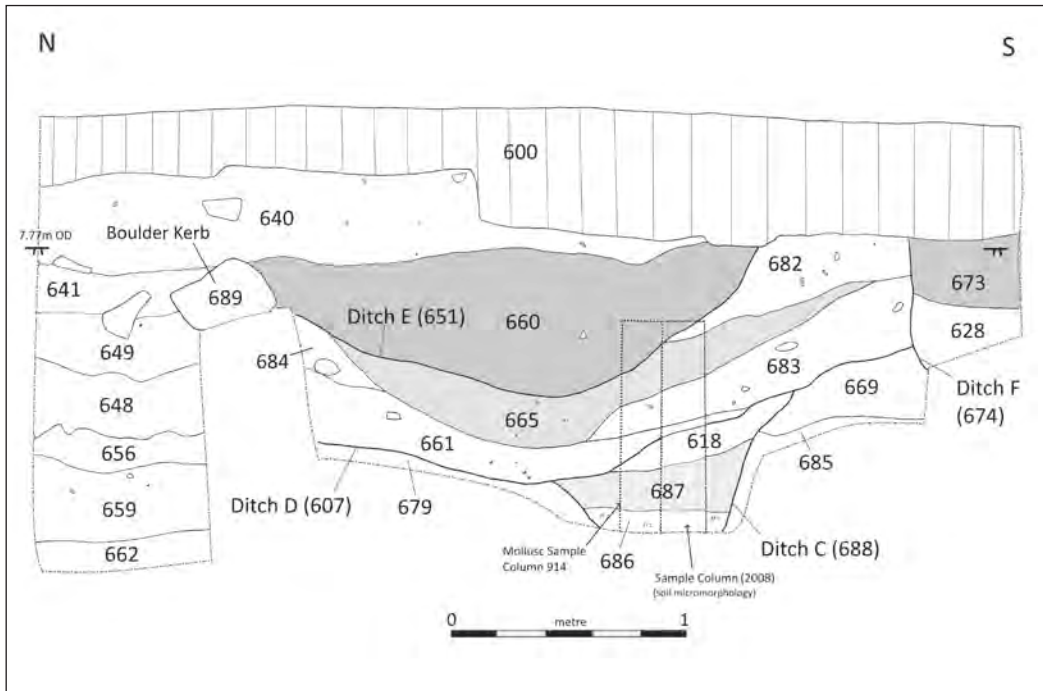 N
S
600
640
7.77m OD
Boulder Kerb
682
641
689
673
Ditch E (651)
660
628
649
684
683
Ditch F
(674)
669
648
665
618
661
656
685
687
659
Ditch D (607)
679
Ditch C (688)
662
Mollusc Sample
Column 914
686
Sample Column (2008)
(soil micromorphology)
0
metre
1